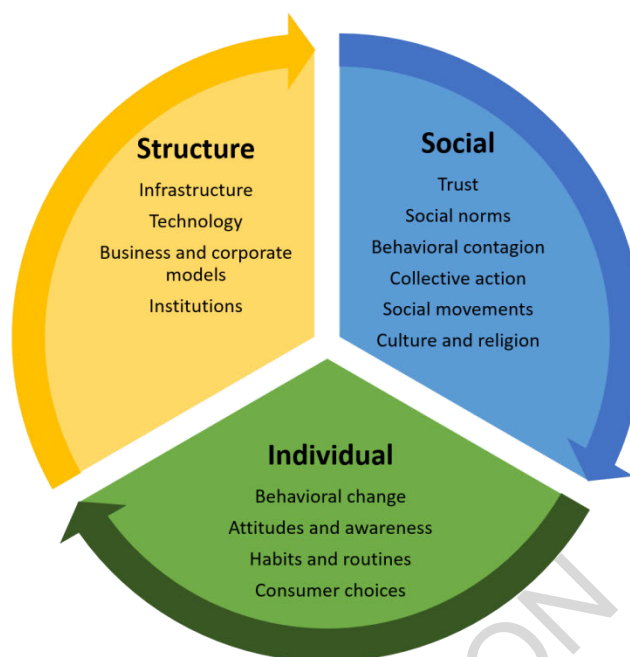 Structure
Infrastructure
Technology
Business and corporate
models
Institutions
Social
Trust
Social norms
Behavioral contagion
Collective action
Social movements
Culture and religion
Individual
Behavioral change
Attitudes and awareness
Habits and routines
Consumer choices
ON